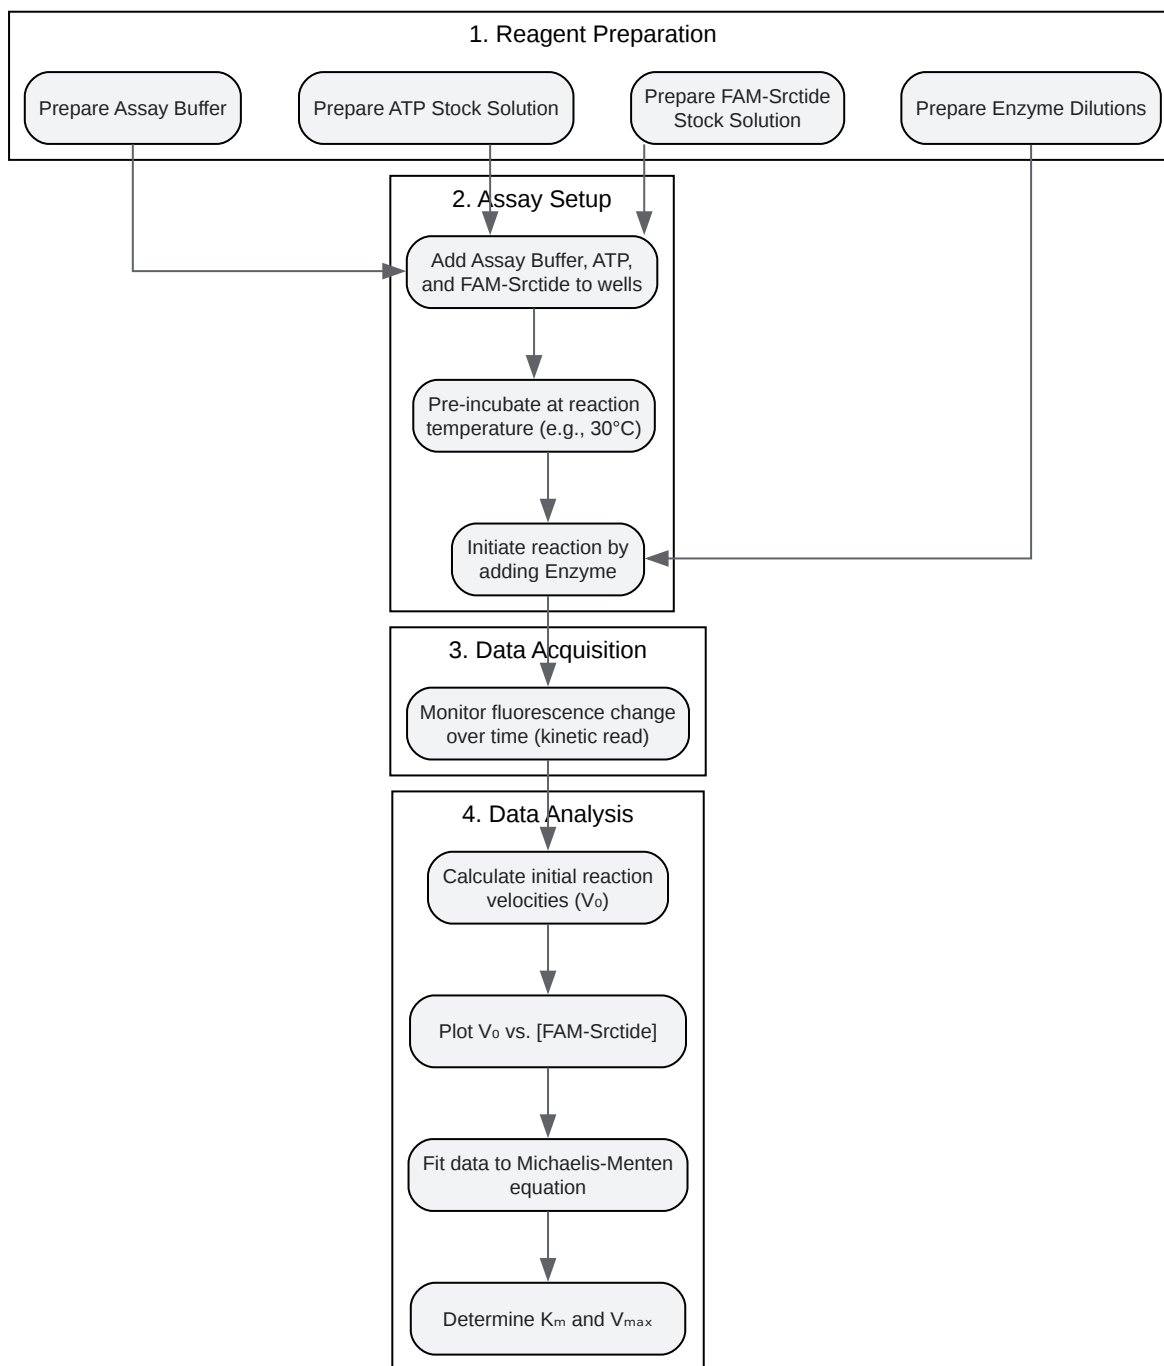 1. Reagent Preparation
Prepare Assay Buffer
Prepare ATP Stock Solution
Prepare FAM-Srctide
Stock Solution
Prepare Enzyme Dilutions
2. Assay Setup
Add Assay Buffer, ATP,
and FAM-Srctide to wells
Pre-incubate at reaction
temperature (e.g., 30°C)
Initiate reaction by
adding Enzyme
3. Data Acquisition
Monitor fluorescence change
over time (kinetic read)
4. Data Analysis
Calculate initial reaction
velocities (V₀)
Plot V₀ vs. [FAM-Srctide]
Fit data to Michaelis-Menten
equation
Determine Kₘ and Vₘₐₓ